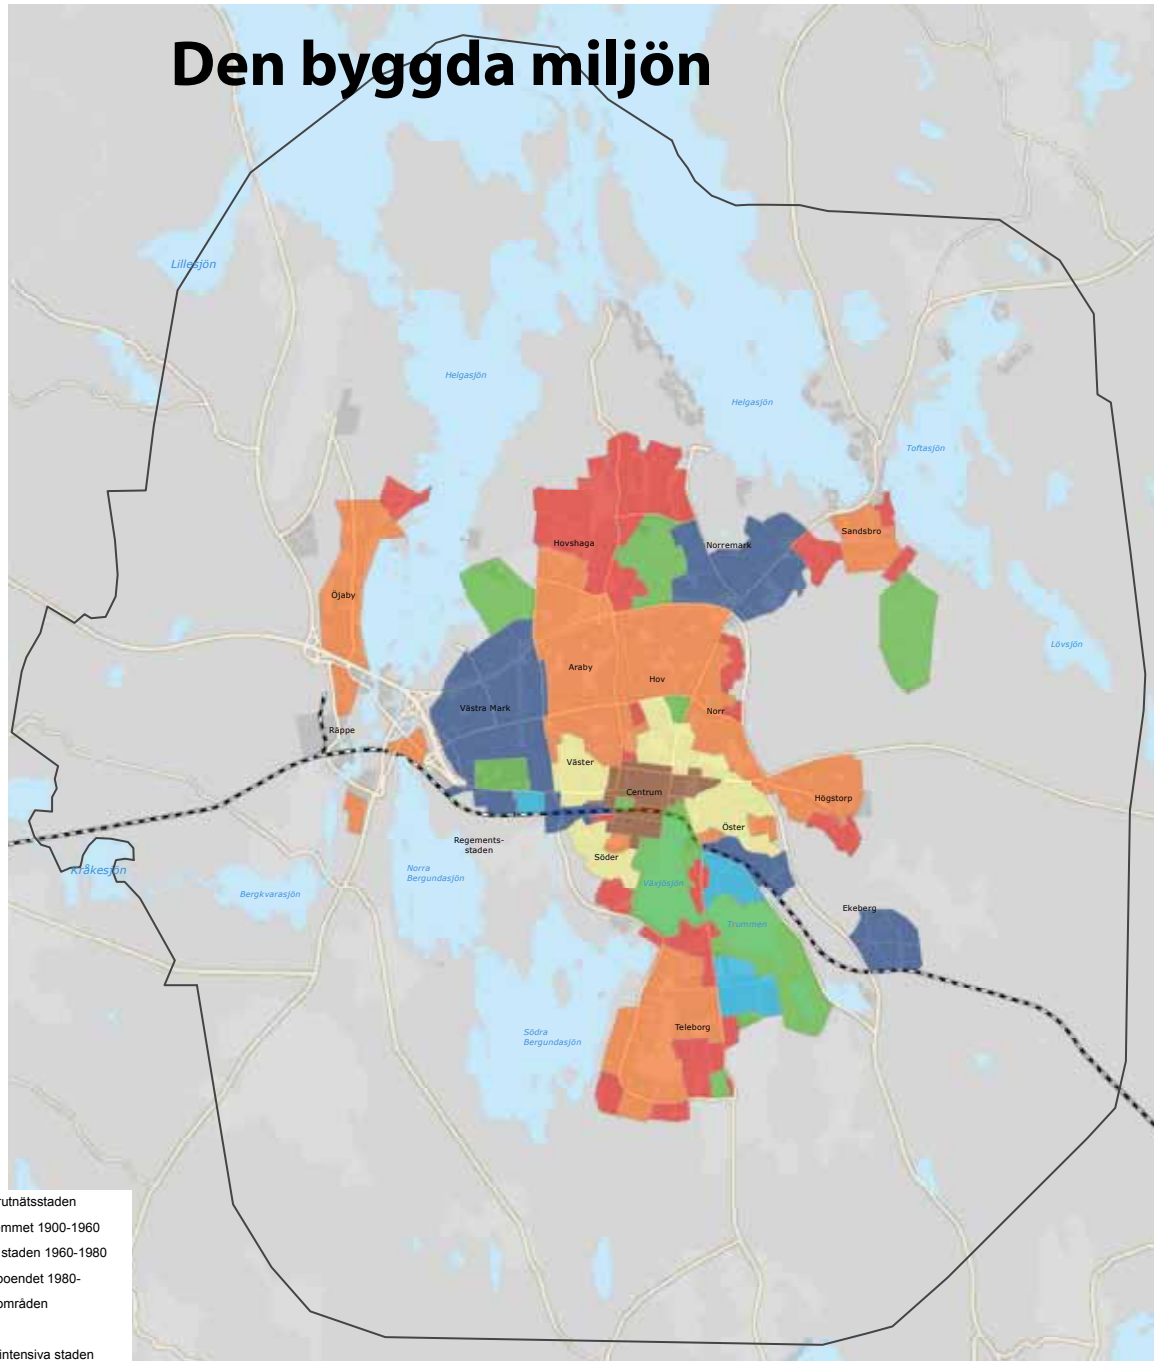 Den byggda miljön
Lillesjön
Helgasjön
Helgasjön
Toftasjön
Sandsbro
Hovshaga
Norremark
Öjaby
Lövsjön
Araby
Hov
Västra Mark
Norr
Räppe
Väster
Centrum
Högstorp
Öster
Regements-
staden
Söder
Kråkesjön
Norra
Bergundasjön
Växjösjön
Bergkvarasjön
Ekeberg
Trummen
Södra
Bergundasjön
Teleborg
rutnätsstaden
mmet 1900-1960
staden 1960-1980
boendet 1980-
områden
intensiva staden